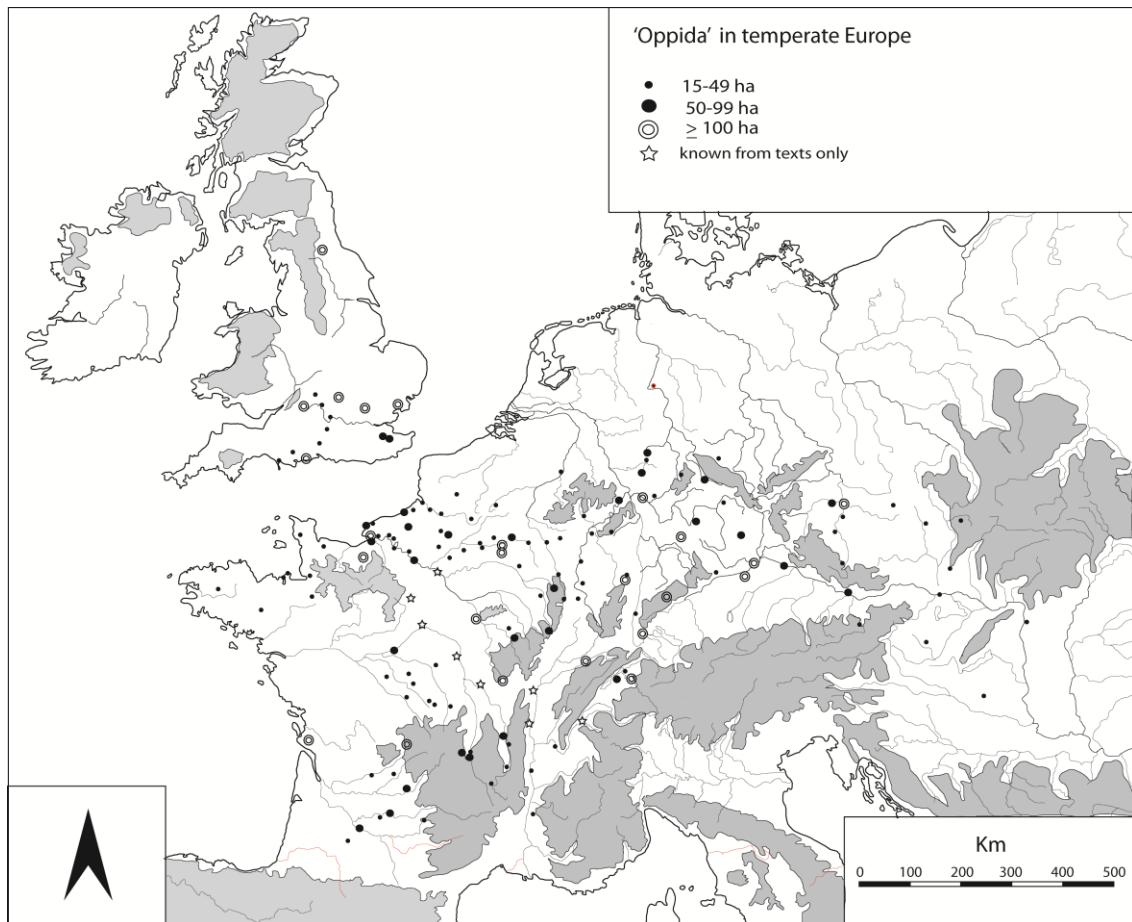 'Oppida' in temperate Europe
15-49 ha
50-99 ha
≥ 100 ha
known from texts only
Km
0 100 200 300 400 500